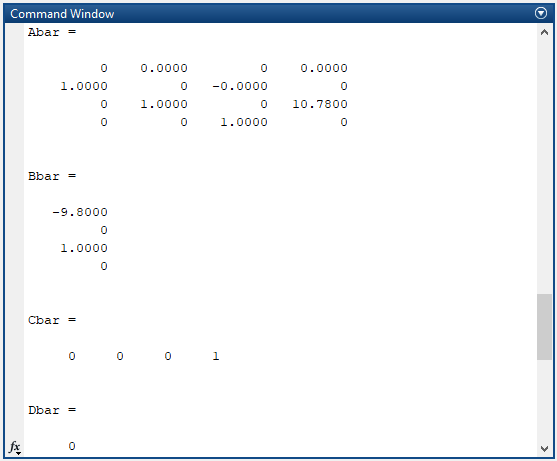 Command Window
Abar =
0 0.0000 0 0.0000
1.0000 0 -0.0000 0
0 1.0000 0 10.7800
0 0 1.0000 0
Bbar =
-9.8000
0
1.0000
0
Cbar =
0 0 0 1
Dbar =
fx 0